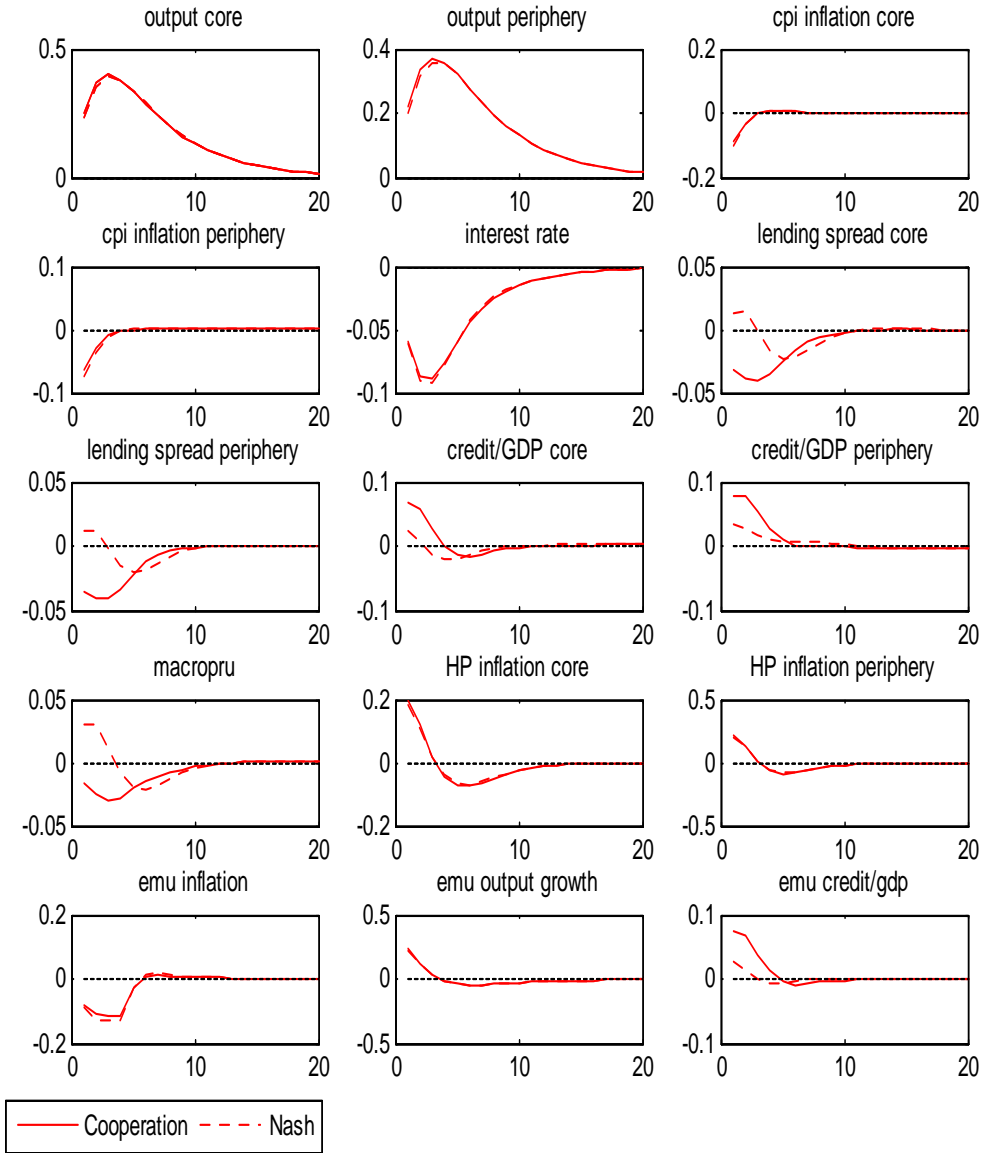 output core
output periphery
cpi inflation core
0.5
0
0 10 20
0.4
0.2
0
0 10 20
0.2
0
-0.2
0 10 20
cpi inflation periphery
interest rate
lending spread core
0.1
0
-0.1
0 10 20
0
-0.05
-0.1
0 10 20
0.05
0
-0.05
0 10 20
lending spread periphery
credit/GDP core
credit/GDP periphery
0.05
0
-0.05
0 10 20
0.1
0
-0.1
0 10 20
0.1
0
-0.1
0 10 20
macropru
HP inflation core
HP inflation periphery
0.05
0
-0.05
0 10 20
0.2
0
-0.2
0 10 20
0.5
0
-0.5
0 10 20
emu inflation
emu output growth
emu credit/gdp
0.2
0
-0.2
0 10 20
0.5
0
-0.5
0 10 20
0.1
0
-0.1
0 10 20
Cooperation
Nash